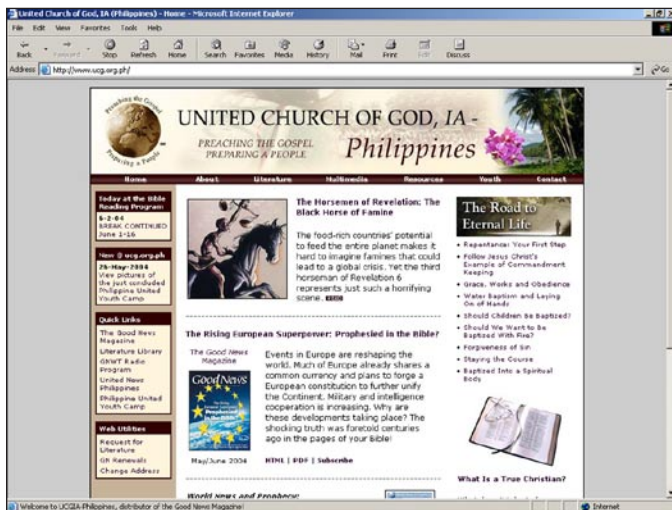 United Church of God, IA (Philippines) - Home - Microsoft Internet Explorer
File Edit View Favorites Tools Help
Back Forward Stop Refresh Home Search Favorites Media History Mail Print Edit Discuss
Address http://www.ucg.org.ph/ Go
Preaching the Gospel
Preparing a People
UNITED CHURCH OF GOD, IA -
Philippines
PREACHING THE GOSPEL
PREPARING A PEOPLE
Home About Literature Multimedia Resources Youth Contact
Today at the Bible
Reading Program:
6-2-04
BREAK CONTINUED
June 1-16
New @ ucg.org.ph
26-May-2004
View pictures of
the just concluded
Philippine United
Youth Camp
Quick Links
The Good News
Magazine
Literature Library
GNWT Radio
Program
United News
Philippines
Philippine United
Youth Camp
Web Utilities
Request for
Literature
GN Renewals
Change Address
The Horsemen of Revelation: The
Black Horse of Famine
The food-rich countries' potential
to feed the entire planet makes it
hard to imagine famines that could
lead to a global crisis. Yet the third
horseman of Revelation 6
represents just such a horrifying
scene.
The Rising European Superpower: Prophesied in the Bible?
The Good News
Magazine
Good News
May/June 2004
Events in Europe are reshaping the
world. Much of Europe already shares a
common currency and plans to forge a
European constitution to further unify
the Continent. Military and intelligence
cooperation is increasing. Why are
these developments taking place? The
shocking truth was foretold centuries
ago in the pages of your Bible!
HTML | PDF | Subscribe
World News and Prophecy:
The Road to
Eternal Life
• Repentance: Your First Step
• Follow Jesus Christ's
Example of Commandment
Keeping
• Grace, Works and Obedience
• Water Baptism and Laying
On of Hands
• Should Children Be Baptized?
• Should We Want to Be
Baptized With Fire?
• Forgiveness of Sin
• Staying the Course
• Baptized Into a Spiritual
Body
What Is a True Christian?
Welcome to UCGIA-Philippines, distributor of the Good News Magazine!
Internet